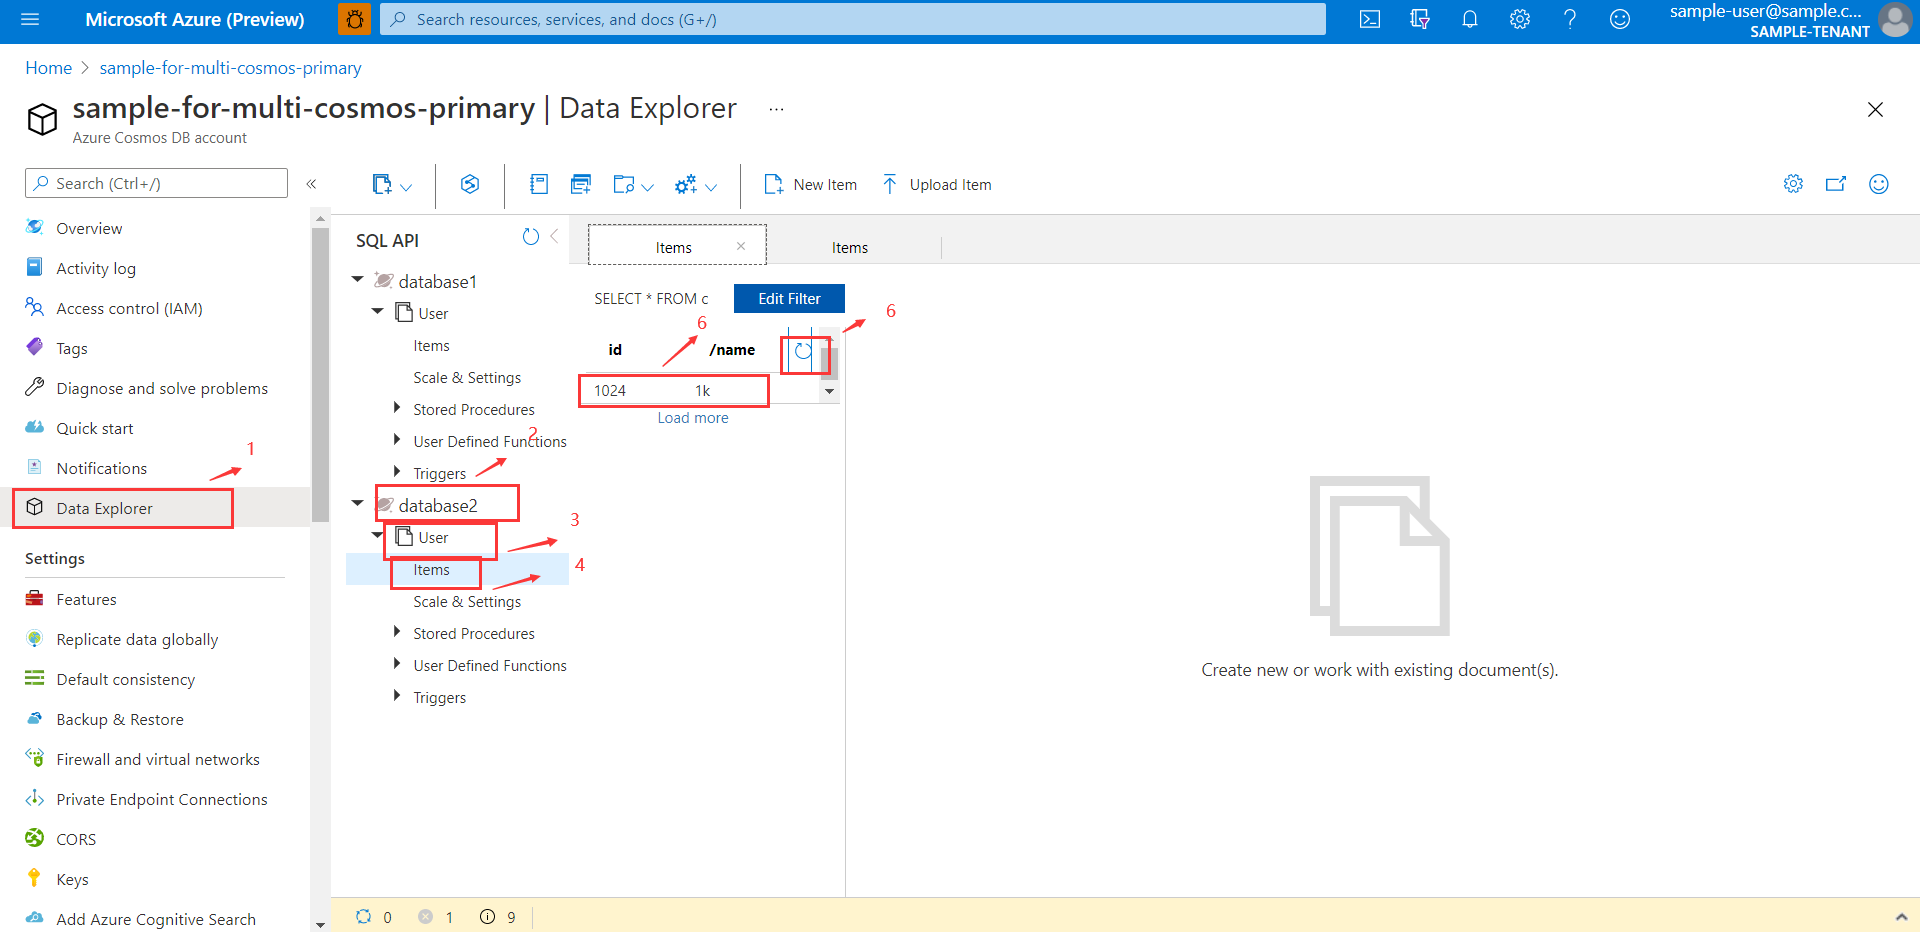 Microsoft Azure (Preview)
Search resources, services, and docs (G+/)
sample-user@sample.c...
SAMPLE-TENANT
Home > sample-for-multi-cosmos-primary
sample-for-multi-cosmos-primary | Data Explorer ...
Azure Cosmos DB account
Search (Ctrl+/)
«
Overview
Activity log
Access control (IAM)
Tags
Diagnose and solve problems
Quick start
Notifications
1
Data Explorer
Settings
Features
Replicate data globally
Default consistency
Backup & Restore
Firewall and virtual networks
Private Endpoint Connections
CORS
Keys
Add Azure Cognitive Search
New Item
Upload Item
SQL API
database1
User
Items
Scale & Settings
Stored Procedures
User Defined Functions
2
Triggers
database2
3
User
4
Items
Scale & Settings
Stored Procedures
User Defined Functions
Triggers
Items
Items
SELECT * FROM c
Edit Filter
6
6
id /name
1024 1k
Load more
Create new or work with existing document(s).
0 1 9